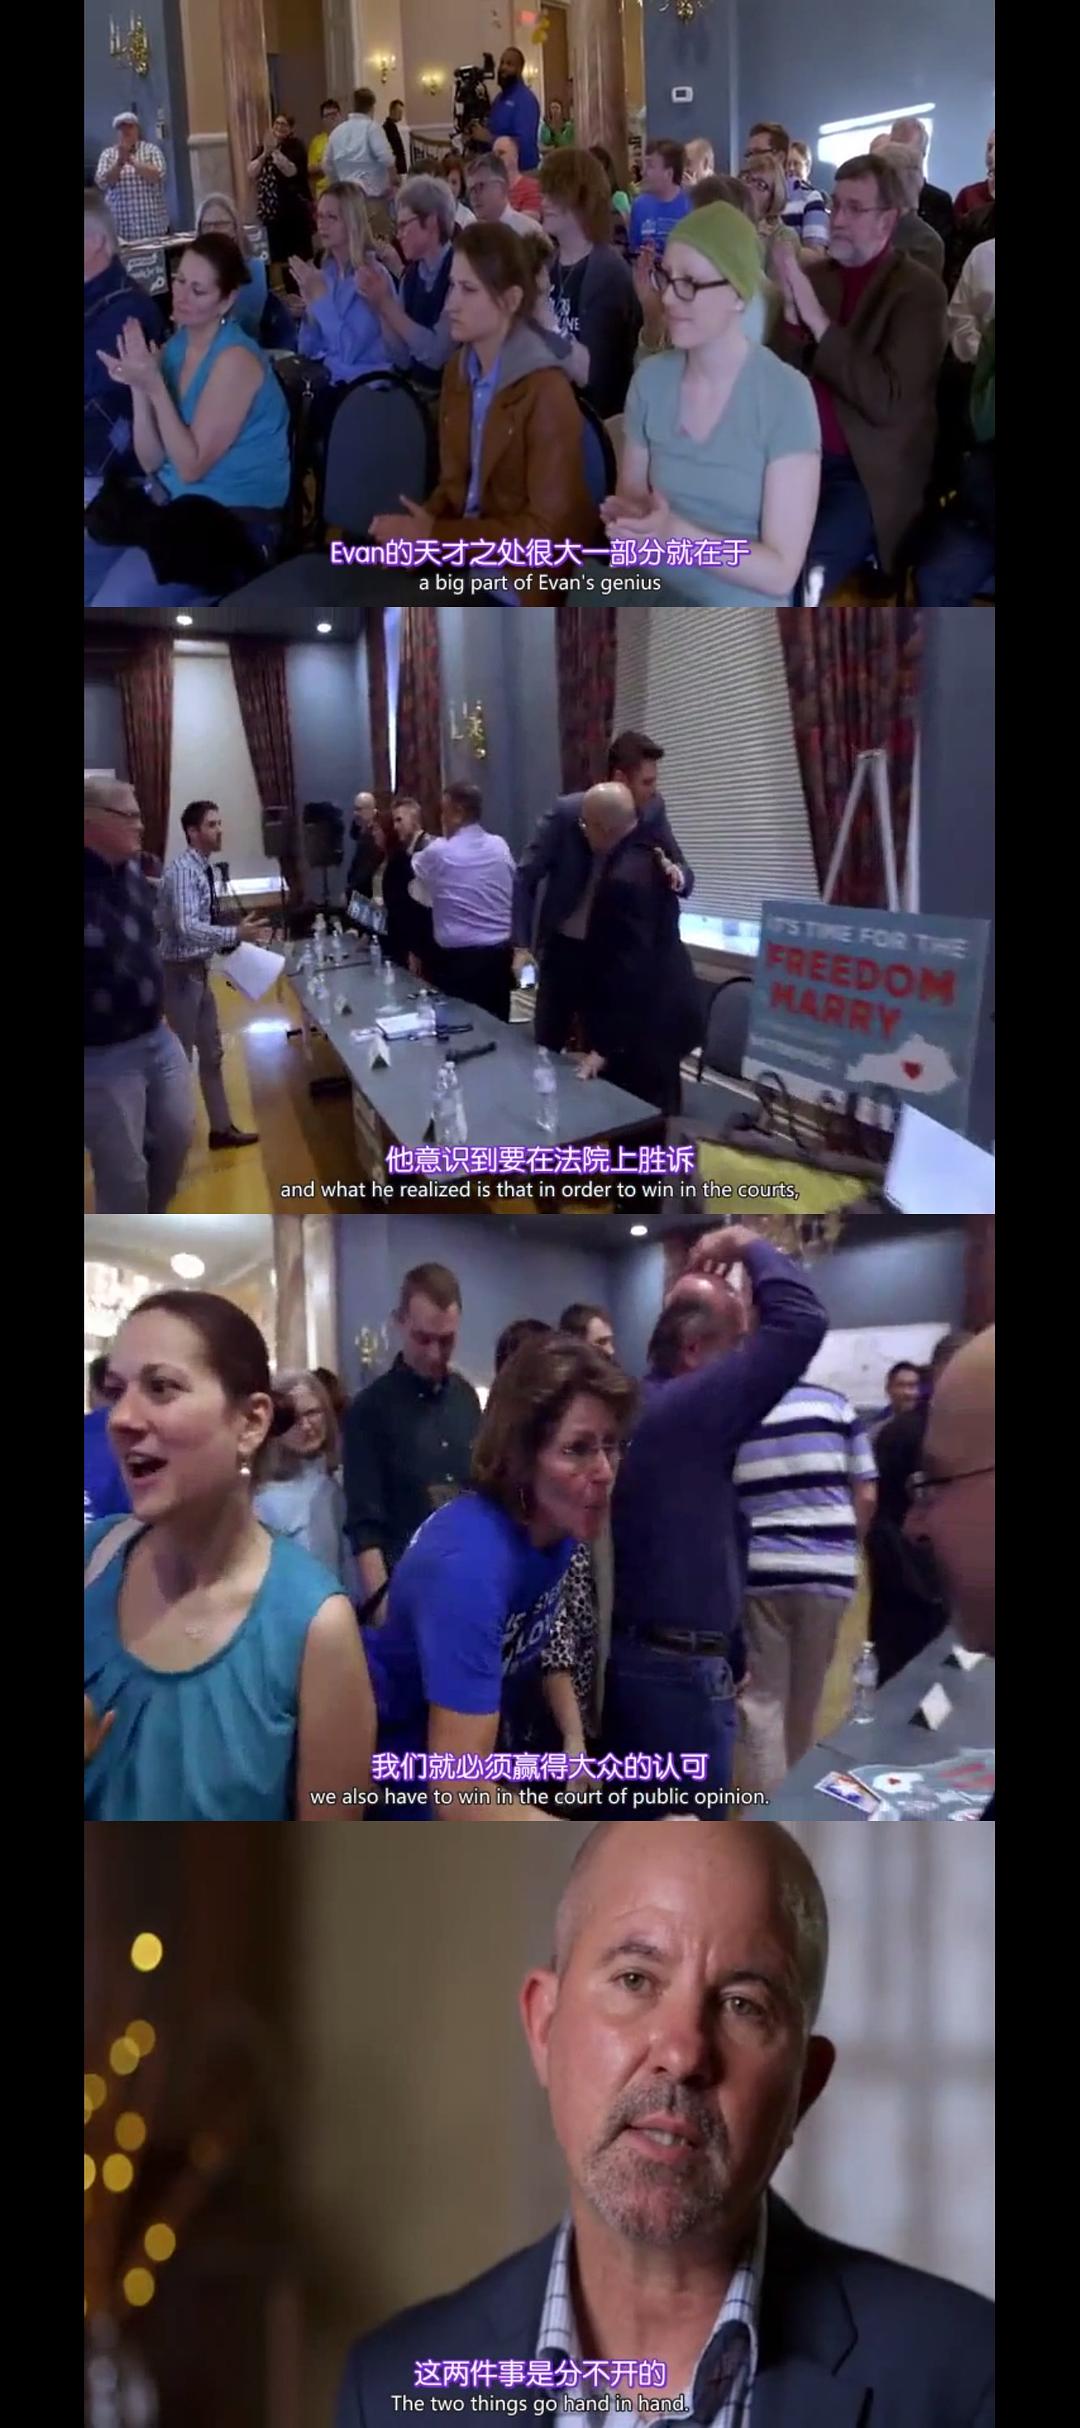 Evan的天才之处很大一部分就在于
a big part of Evan's genius
IT'S TIME FOR THE
FREEDOM
MARRY
他意识到要在法院上胜诉
and what he realized is that in order to win in the courts,
我们就必须赢得大众的认可
we also have to win in the court of public opinion.
这两件事是分不开的
The two things go hand in hand.